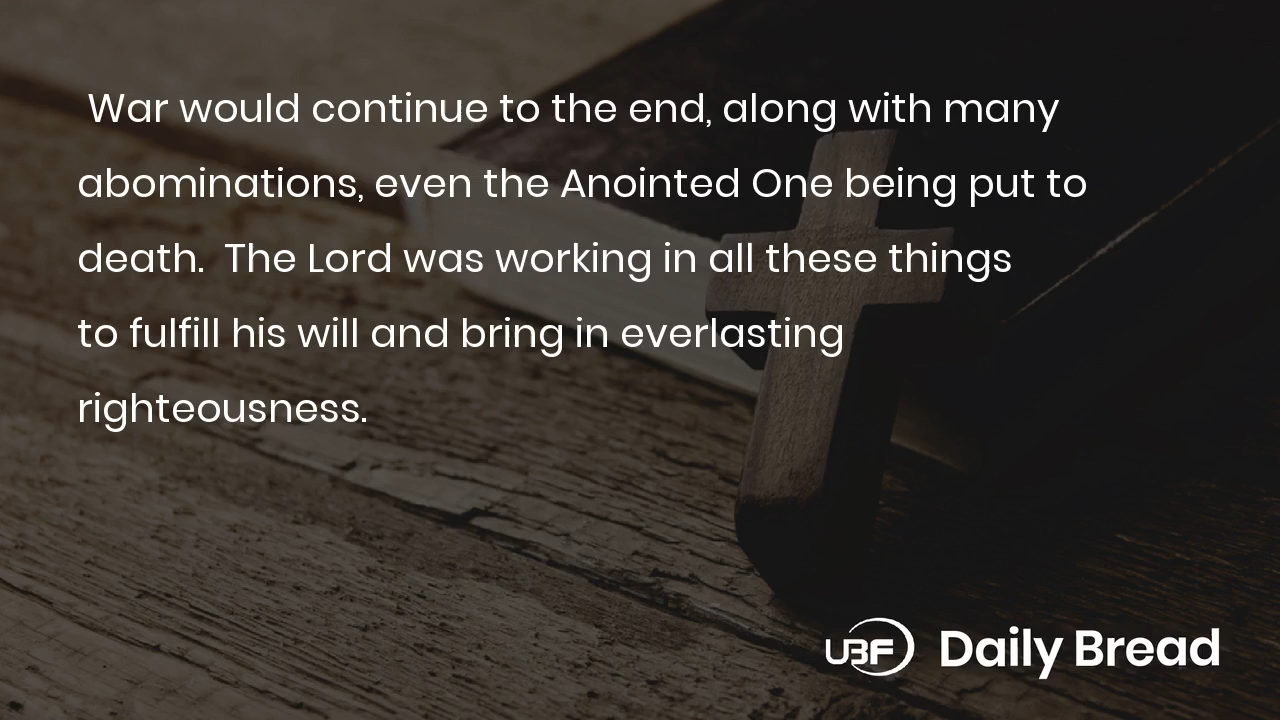 War would continue to the end, along with many
abominations, even the Anointed One being put to
death.  The Lord was working in all these things
to fulfill his will and bring in everlasting
righteousness.
UBF Daily Bread